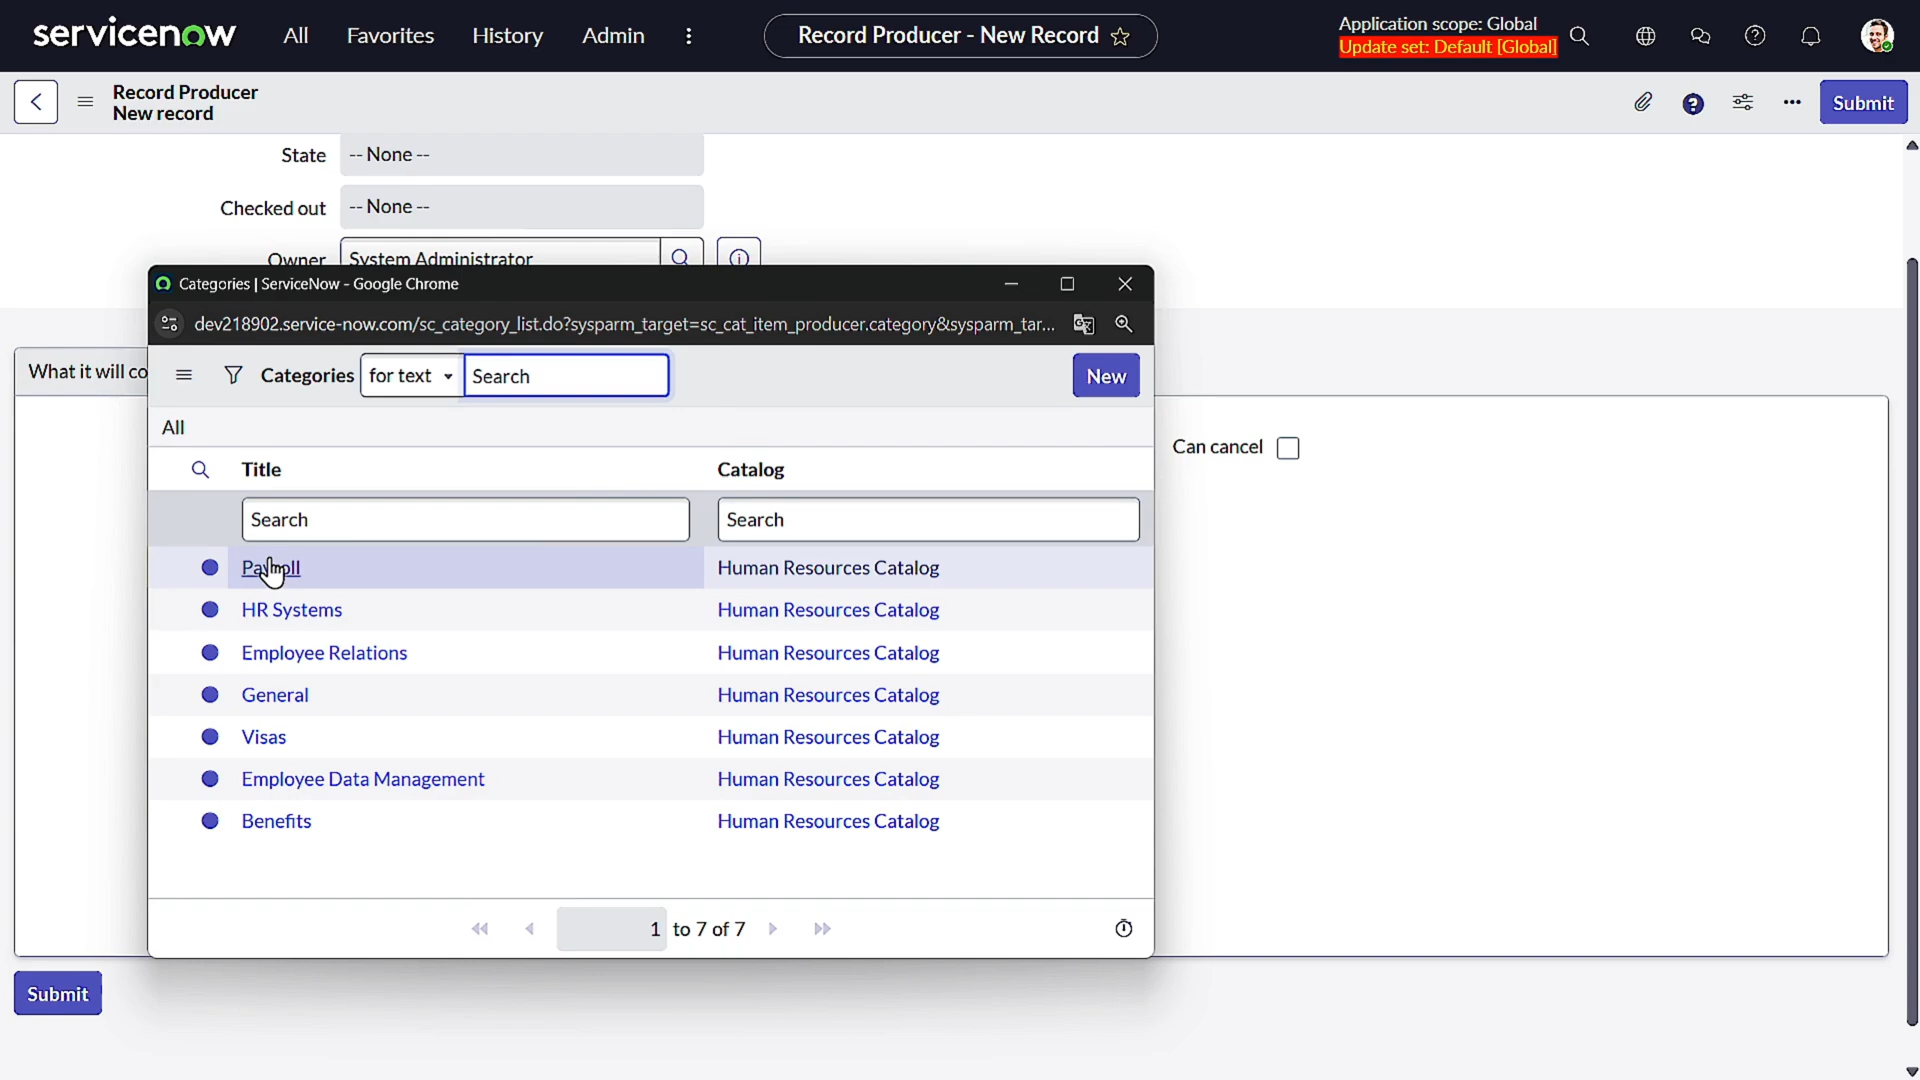 servicenow
All
Favorites
History
Admin
Record Producer - New Record
Application scope: Global
Update set: Default [Global]
Record Producer
New record
Submit
State
-- None --
Checked out
-- None --
Owner
System Administrator
Categories | ServiceNow - Google Chrome
dev218902.service-now.com/sc_category_list.do?sysparm_target=sc_cat_item_producer.category&sysparm_tar...
What it will co
Categories
for text
Search
New
All
Can cancel
Title
Catalog
Search
Search
Payroll
Human Resources Catalog
HR Systems
Human Resources Catalog
Employee Relations
Human Resources Catalog
General
Human Resources Catalog
Visas
Human Resources Catalog
Employee Data Management
Human Resources Catalog
Benefits
Human Resources Catalog
1 to 7 of 7
Submit